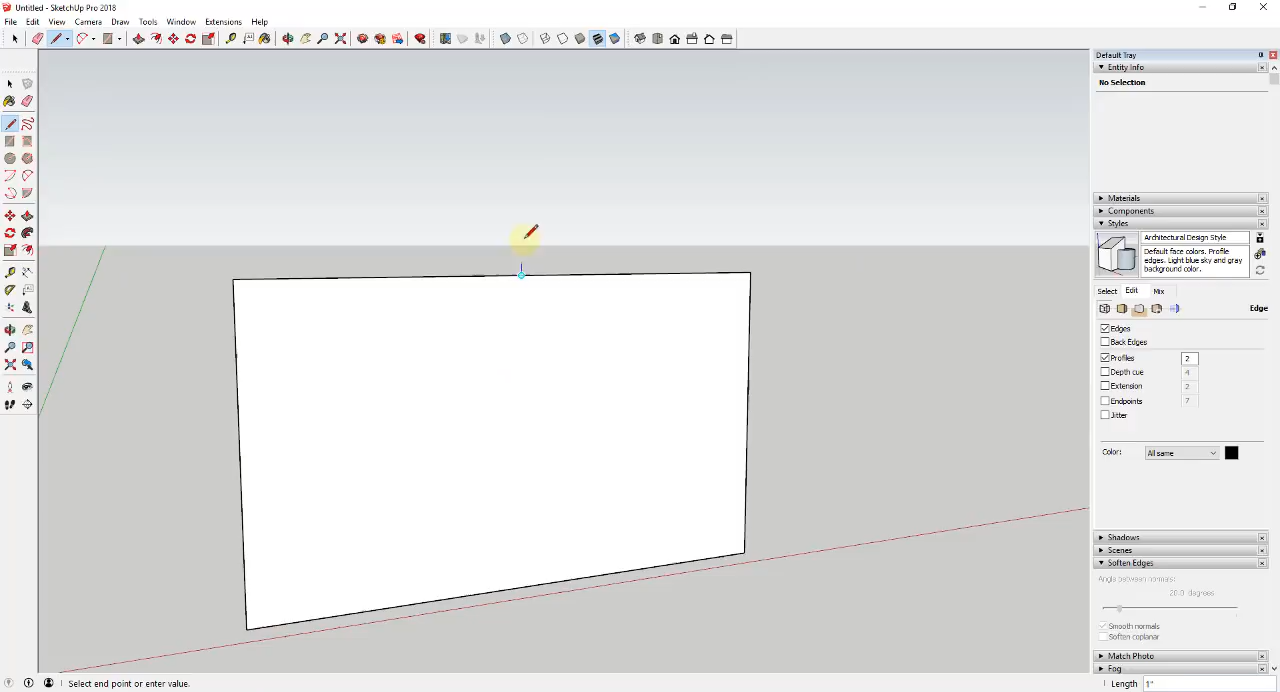 Untitled - SketchUp Pro 2018
File Edit View Camera Draw Tools Window Extensions Help
Default Tray
Entity Info
No Selection
Materials
Components
Styles
Architectural Design Style
Default face colors. Profile
edges. Light blue sky and gray
background color.
Select Edit Mix
Edge
Edges
Back Edges
Profiles 2
Depth cue 4
Extension 2
Endpoints 7
Jitter
Color: All same
Shadows
Scenes
Soften Edges
Angle between normals:
20.0 degrees
Smooth normals
Soften coplanar
Match Photo
Fog
Select end point or enter value.
Length 1"